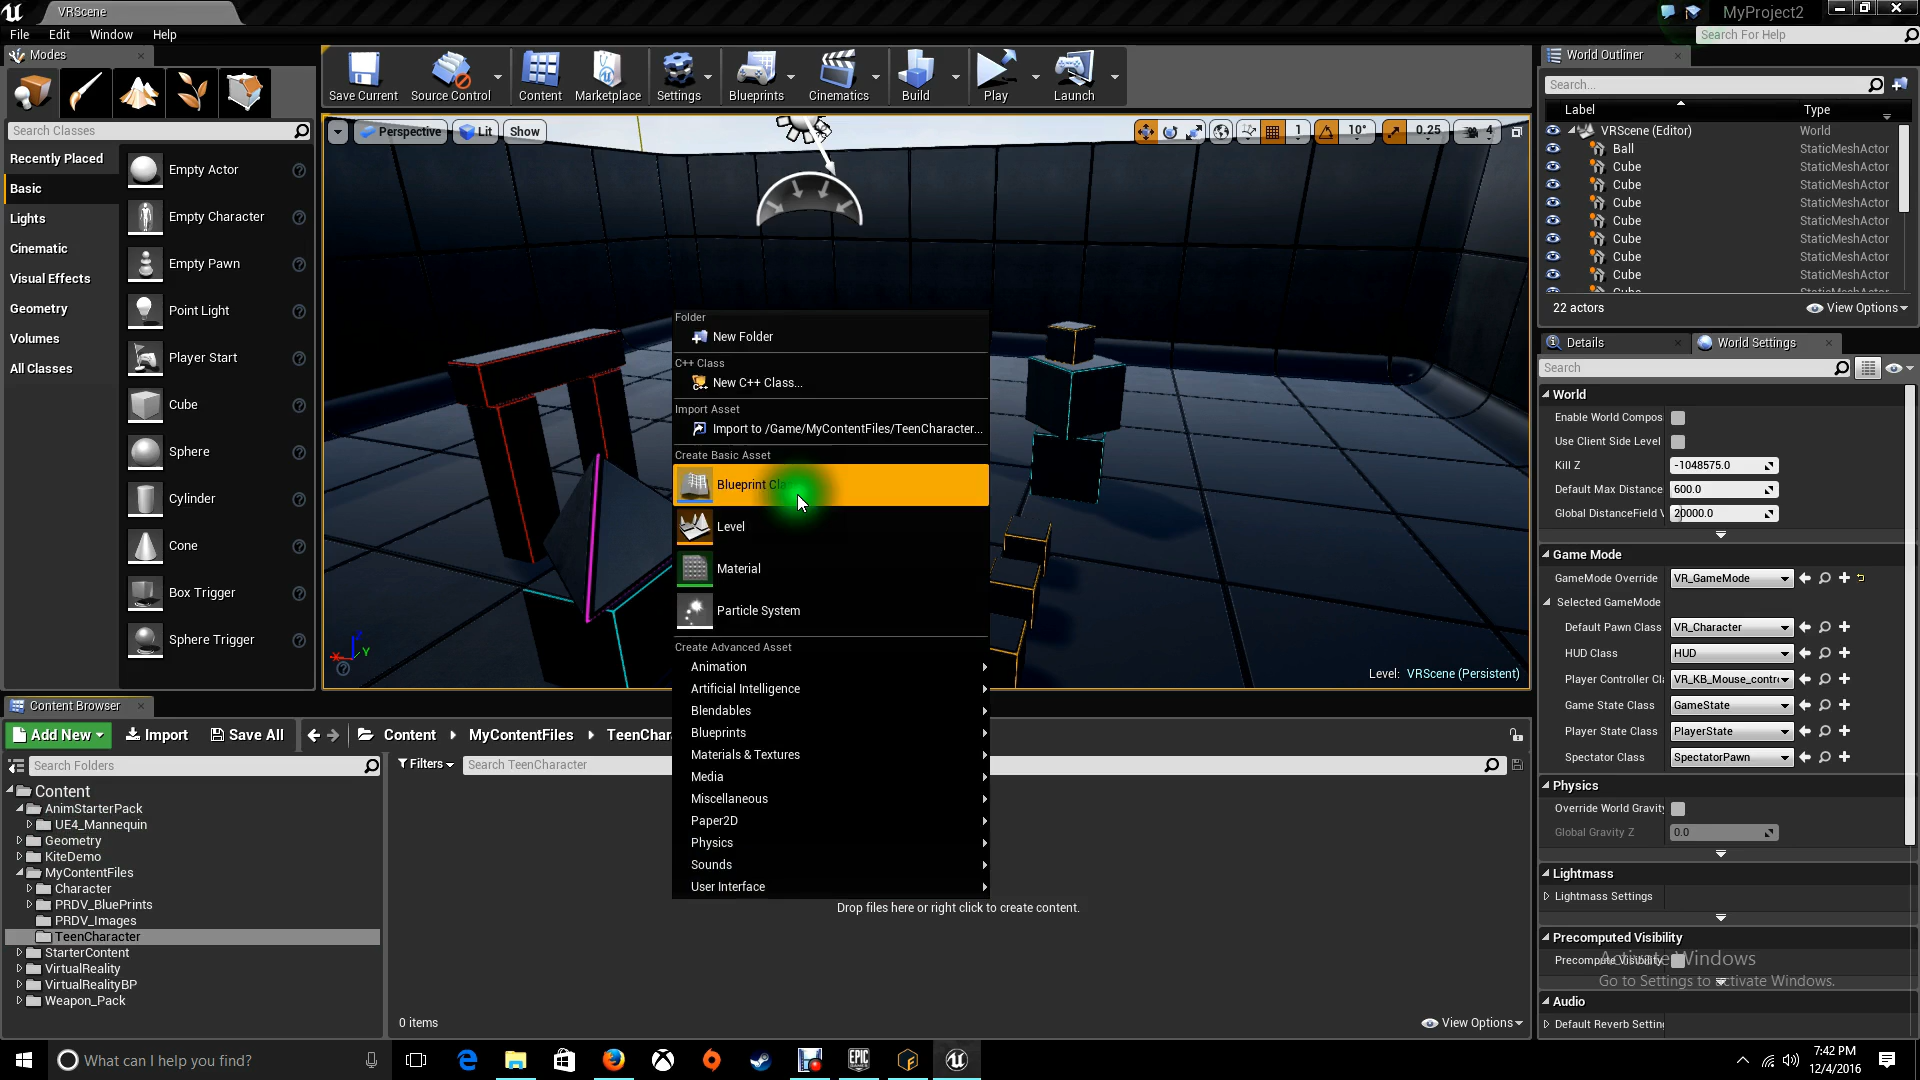 VRScene
MyProject2
File Edit Window Help
Search For Help
Modes
Save Current Source Control Content Marketplace Settings Blueprints Cinematics Build Play Launch
World Outliner
Search...
Label Type
Search Classes
Perspective Lit Show
1 10° 0.25 4
VRScene (Editor) World
Ball StaticMeshActor
Cube StaticMeshActor
Cube StaticMeshActor
Cube StaticMeshActor
Cube StaticMeshActor
Cube StaticMeshActor
Cube StaticMeshActor
Cube StaticMeshActor
Cube
22 actors
View Options
Recently Placed
Basic
Lights
Cinematic
Visual Effects
Geometry
Volumes
All Classes
Empty Actor
Empty Character
Empty Pawn
Point Light
Player Start
Cube
Sphere
Cylinder
Cone
Box Trigger
Sphere Trigger
Folder
New Folder
C++ Class
New C++ Class...
Import Asset
Import to /Game/MyContentFiles/TeenCharacter...
Create Basic Asset
Blueprint Cla
Level
Material
Particle System
Create Advanced Asset
Animation
Artificial Intelligence
Blendables
Blueprints
Materials & Textures
Media
Miscellaneous
Paper2D
Physics
Sounds
User Interface
X Z Y
Level: VRScene (Persistent)
Details
World Settings
Search
World
Enable World Compos
Use Client Side Level
Kill Z -1048575.0
Default Max Distance 600.0
Global DistanceField V 20000.0
Game Mode
GameMode Override VR_GameMode
Selected GameMode
Default Pawn Class VR_Character
HUD Class HUD
Player Controller Cl VR_KB_Mouse_contr
Game State Class GameState
Player State Class PlayerState
Spectator Class SpectatorPawn
Physics
Override World Gravity
Global Gravity Z 0.0
Lightmass
Lightmass Settings
Precomputed Visibility
Precompute Visibility
Audio
Default Reverb Setting
Activate Windows
Go to Settings to activate Windows.
Content Browser
Add New Import Save All Content MyContentFiles TeenChar
Search Folders
Filters Search TeenCharacter
Content
AnimStarterPack
UE4_Mannequin
Geometry
KiteDemo
MyContentFiles
Character
PRDV_BluePrints
PRDV_Images
TeenCharacter
StarterContent
VirtualReality
VirtualRealityBP
Weapon_Pack
Drop files here or right click to create content.
0 items
View Options
What can I help you find?
EPIC GAMES
7:42 PM
12/4/2016